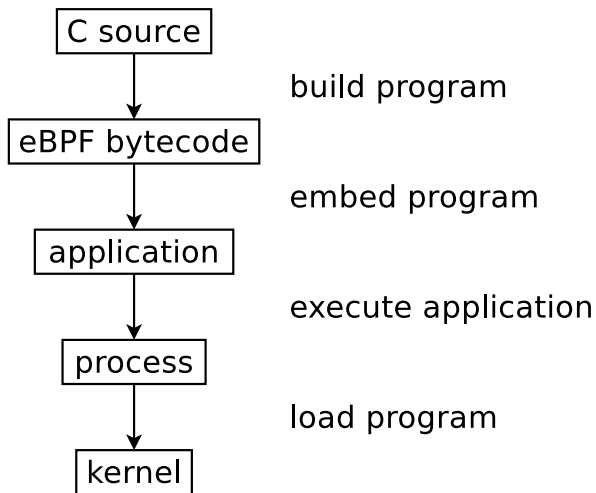 C source
build program
eBPF bytecode
embed program
application
execute application
process
load program
kernel